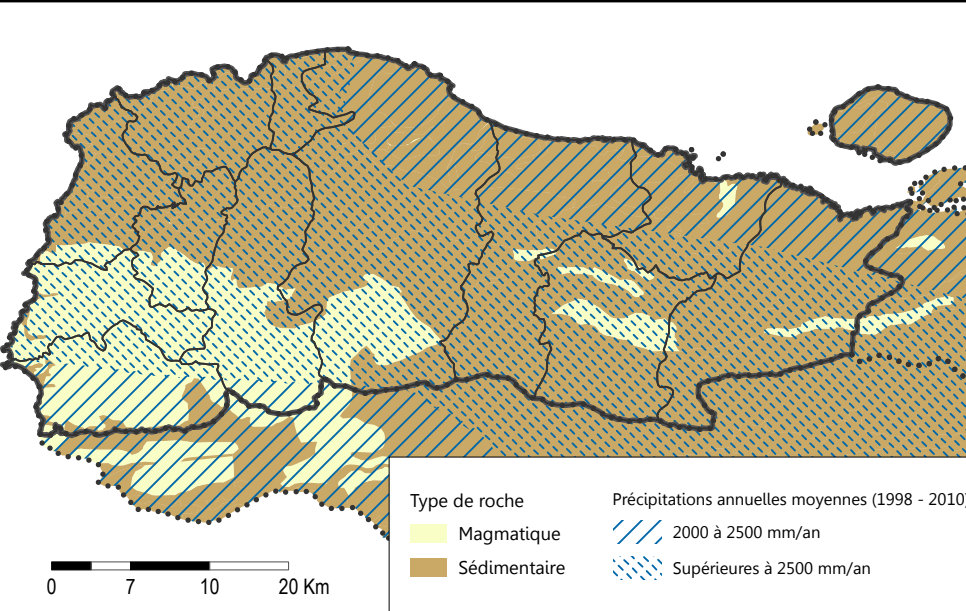 Type de roche
Magmatique
Sédimentaire
Précipitations annuelles moyennes (1998 - 2010)
2000 à 2500 mm/an
Supérieures à 2500 mm/an
0 7 10 20 Km